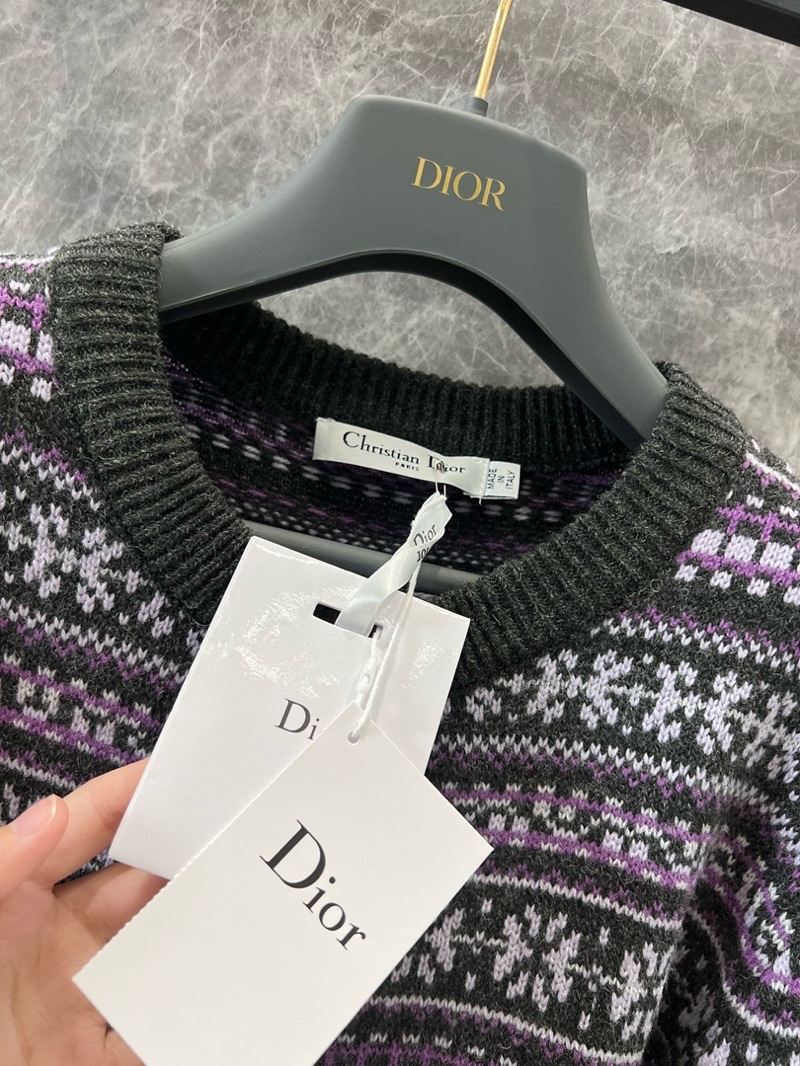 DIOR
Christian Dior
PARIS
MADE
IN
ITALY
Dior
Di
Dior